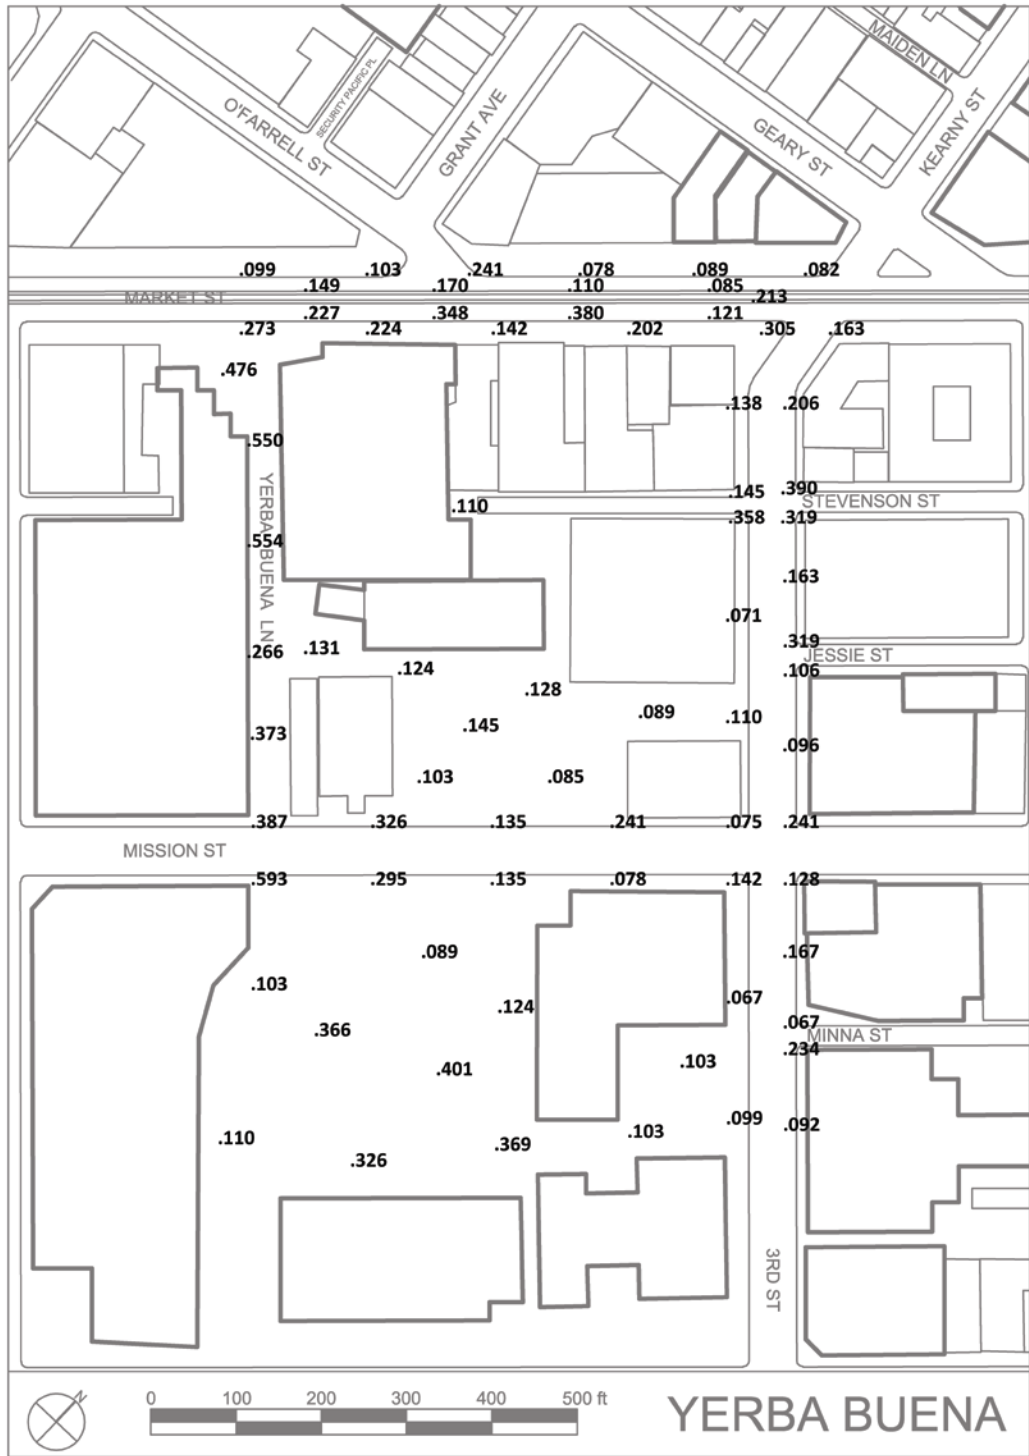 MAIDEN LN
SECURITY PACIFIC PL
O'FARRELL ST
GRANT AVE
GEARY ST
KEARNY ST
.099 .103 .241 .078 .089 .082
.149 .170 .110 .085
MARKET ST .213
.227 .348 .380 .121
.273 .224 .142 .202 .305 .163
.476
.138 .206
.550
.145 .390
.110 STEVENSON ST
.358 .319
.554
YERBA BUENA LN
.163
.071
.319
.266 .131 JESSIE ST
.124 .106
.128
.089 .110
.373 .145
.096
.103 .085
.387 .326 .135 .241 .075 .241
MISSION ST
.593 .295 .135 .078 .142 .128
.089 .167
.103
.124 .067
.366 .067
MINNA ST
.234
.401 .103
.099 .092
.110 .369 .103
.326
3RD ST
N
0 100 200 300 400 500 ft
YERBA BUENA